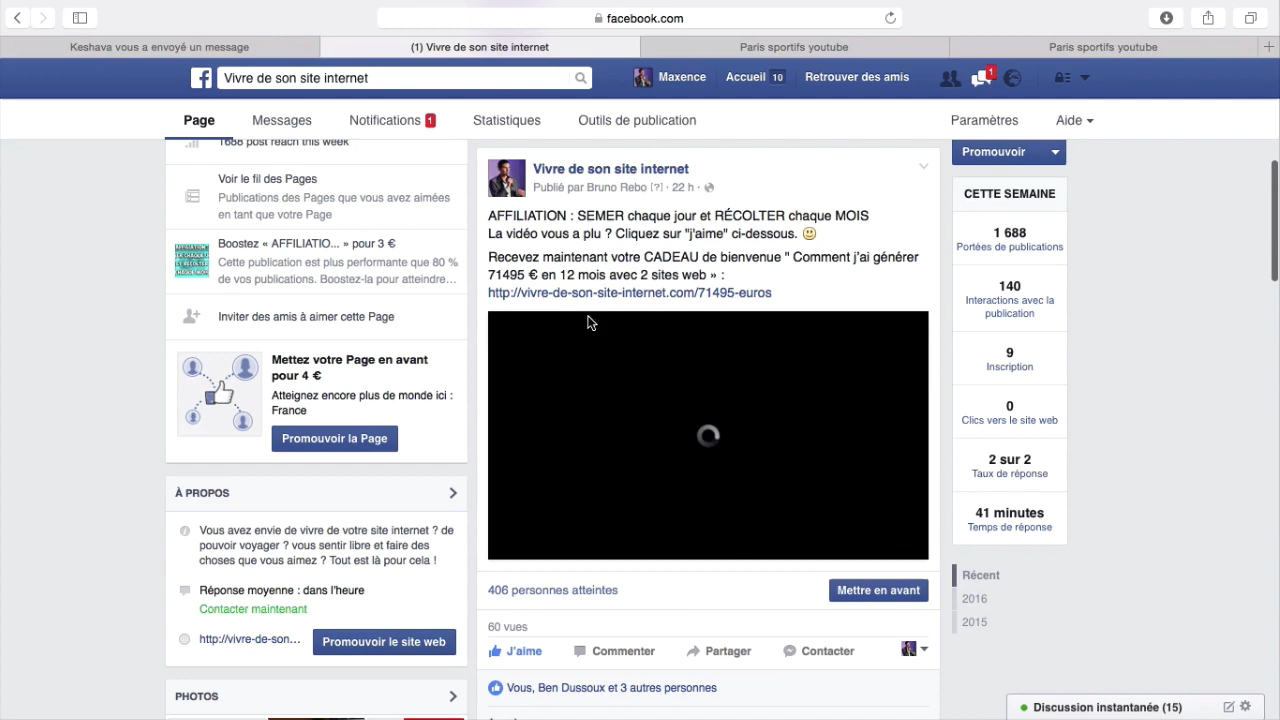 facebook.com
Keshava vous a envoyé un message
(1) Vivre de son site internet
Paris sportifs youtube
Paris sportifs youtube
Vivre de son site internet
Maxence
Accueil 10
Retrouver des amis
1
Page
Messages
Notifications 1
Statistiques
Outils de publication
Paramètres
Aide
1688 post reach this week
Voir le fil des Pages
Publications des Pages que vous avez aimées
en tant que votre Page
Boostez « AFFILIATIO... » pour 3 €
Cette publication est plus performante que 80 %
de vos publications. Boostez-la pour atteindre...
Inviter des amis à aimer cette Page
Mettez votre Page en avant
pour 4 €
Atteignez encore plus de monde ici :
France
Promouvoir la Page
À PROPOS
Vous avez envie de vivre de votre site internet ? de
pouvoir voyager ? vous sentir libre et faire des
choses que vous aimez ? Tout est là pour cela !
Réponse moyenne : dans l'heure
Contacter maintenant
http://vivre-de-son...
Promouvoir le site web
PHOTOS
Vivre de son site internet
Publié par Bruno Rebo [?] · 22 h ·
AFFILIATION : SEMER chaque jour et RÉCOLTER chaque MOIS
La vidéo vous a plu ? Cliquez sur "j'aime" ci-dessous.
Recevez maintenant votre CADEAU de bienvenue " Comment j'ai générer
71495 € en 12 mois avec 2 sites web » :
http://vivre-de-son-site-internet.com/71495-euros
406 personnes atteintes
Mettre en avant
60 vues
J'aime
Commenter
Partager
Contacter
Vous, Ben Dussoux et 3 autres personnes
Promouvoir
CETTE SEMAINE
1 688
Portées de publications
140
Interactions avec la
publication
9
Inscription
0
Clics vers le site web
2 sur 2
Taux de réponse
41 minutes
Temps de réponse
Récent
2016
2015
Discussion instantanée (15)